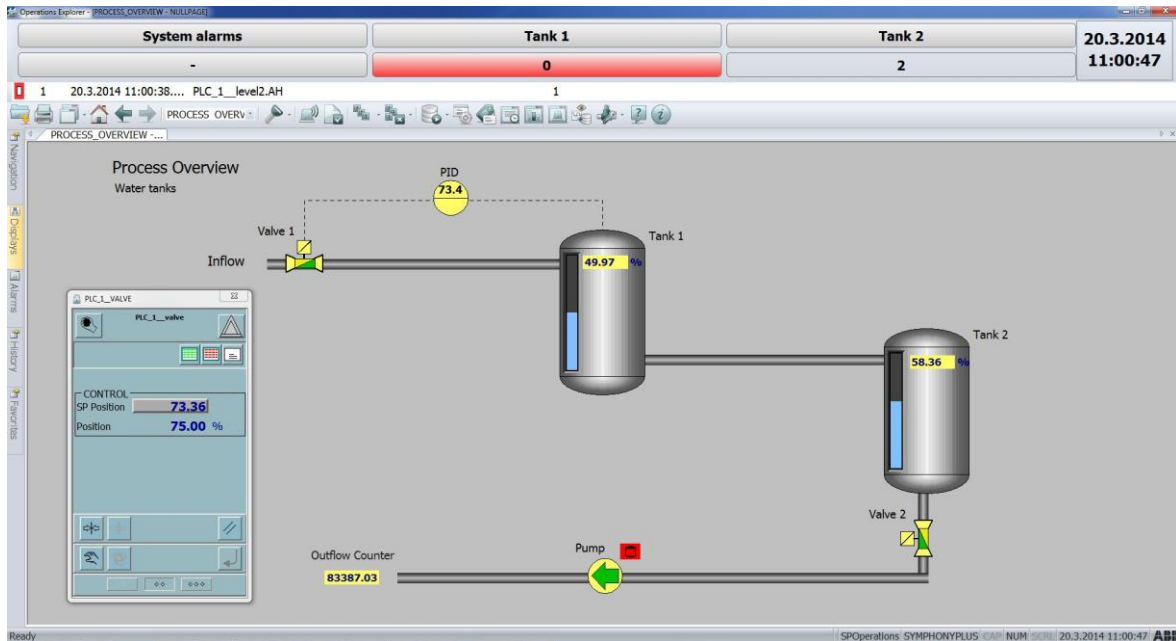 Operations Explorer - [PROCESS_OVERVIEW - NULLPAGE]
System alarms Tank 1 Tank 2 20.3.2014
- 0 2 11:00:47
1 20.3.2014 11:00:38.... PLC_1__level2.AH 1
PROCESS OVERV
PROCESS_OVERVIEW -...
Navigation
Displays
Alarms
History
Favorites
Process Overview
Water tanks
PID
73.4
Valve 1
Inflow
Tank 1
49.97 %
Tank 2
58.36 %
PLC_1_VALVE
PLC_1__valve
CONTROL
SP Position 73.36
Position 75.00 %
Valve 2
Pump
Outflow Counter
83387.03
Ready SPOperations SYMPHONYPLUS CAP NUM SCRL 20.3.2014 11:00:47 ABB